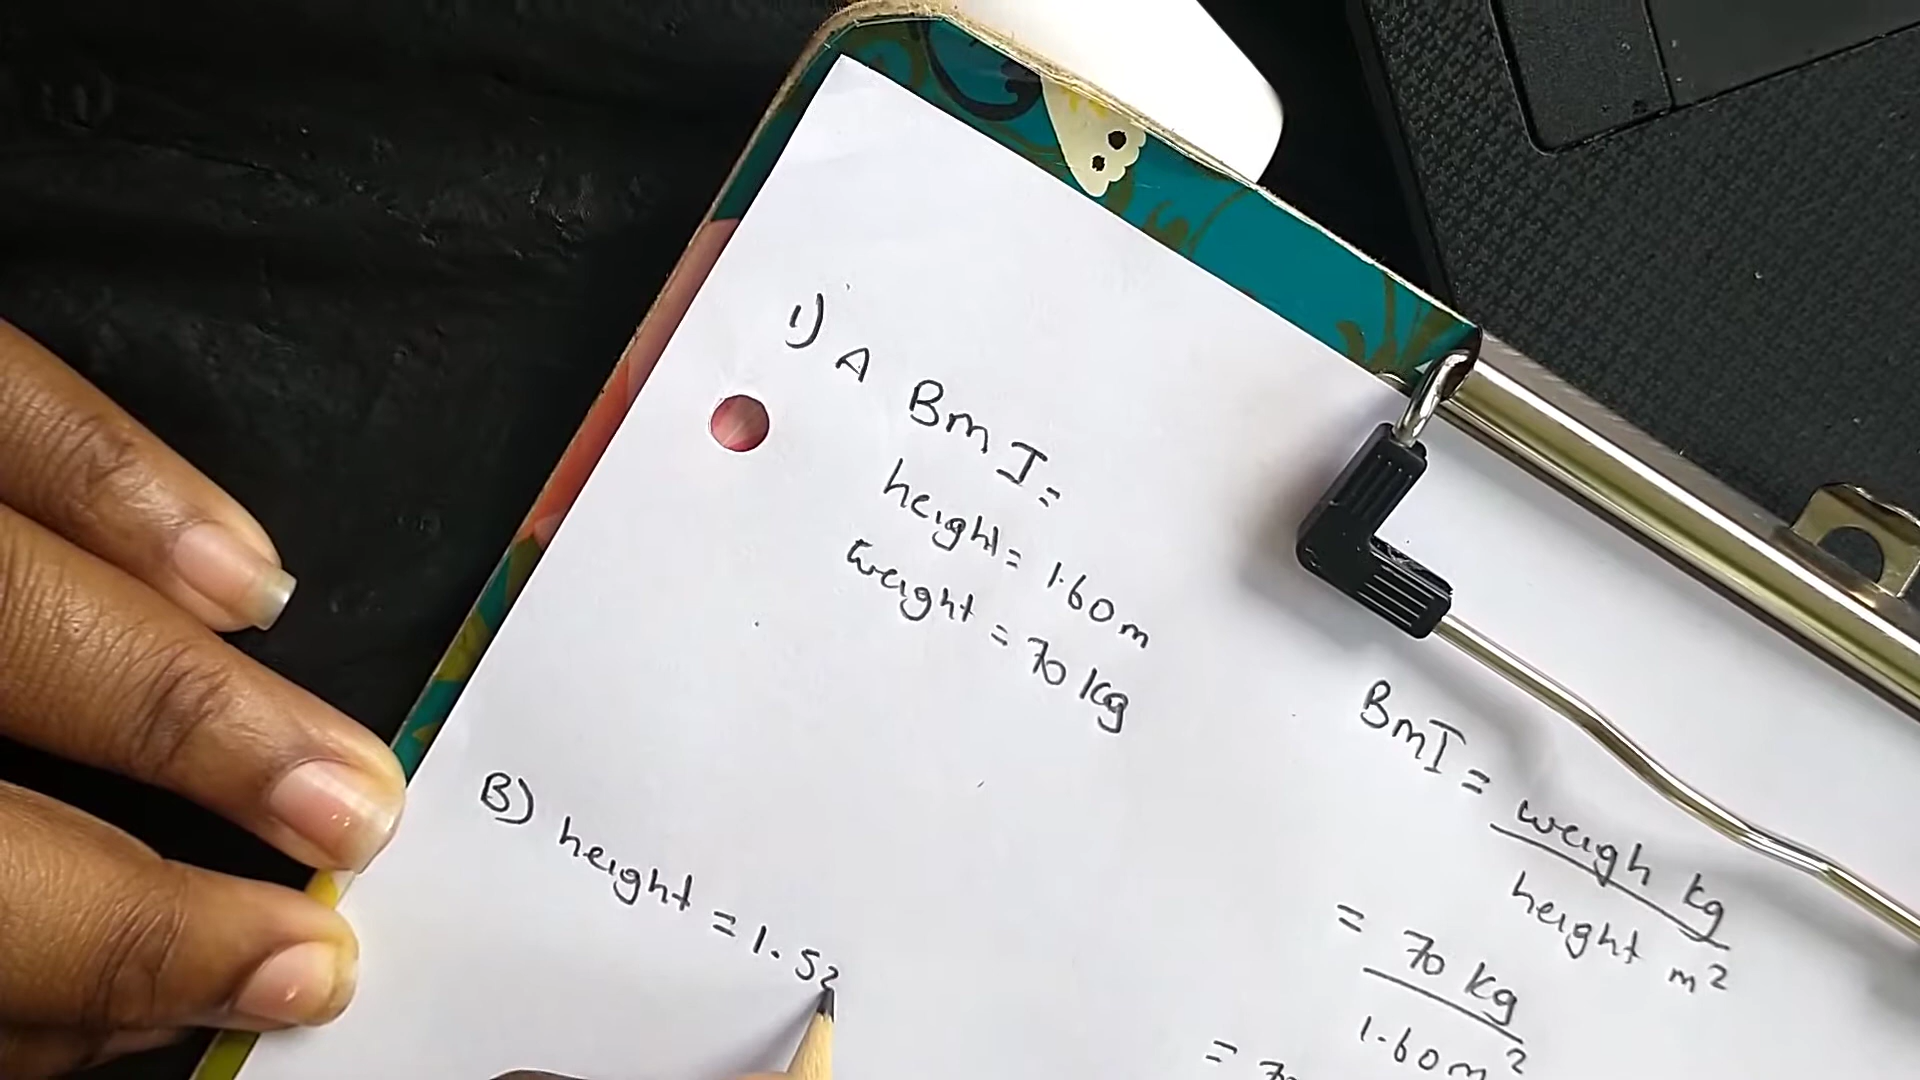 1) A BMI =
height = 1.60m
weight = 70 kg
BMI = weigh kg
height m²
= 70 kg
1.60m²
B) height = 1.52